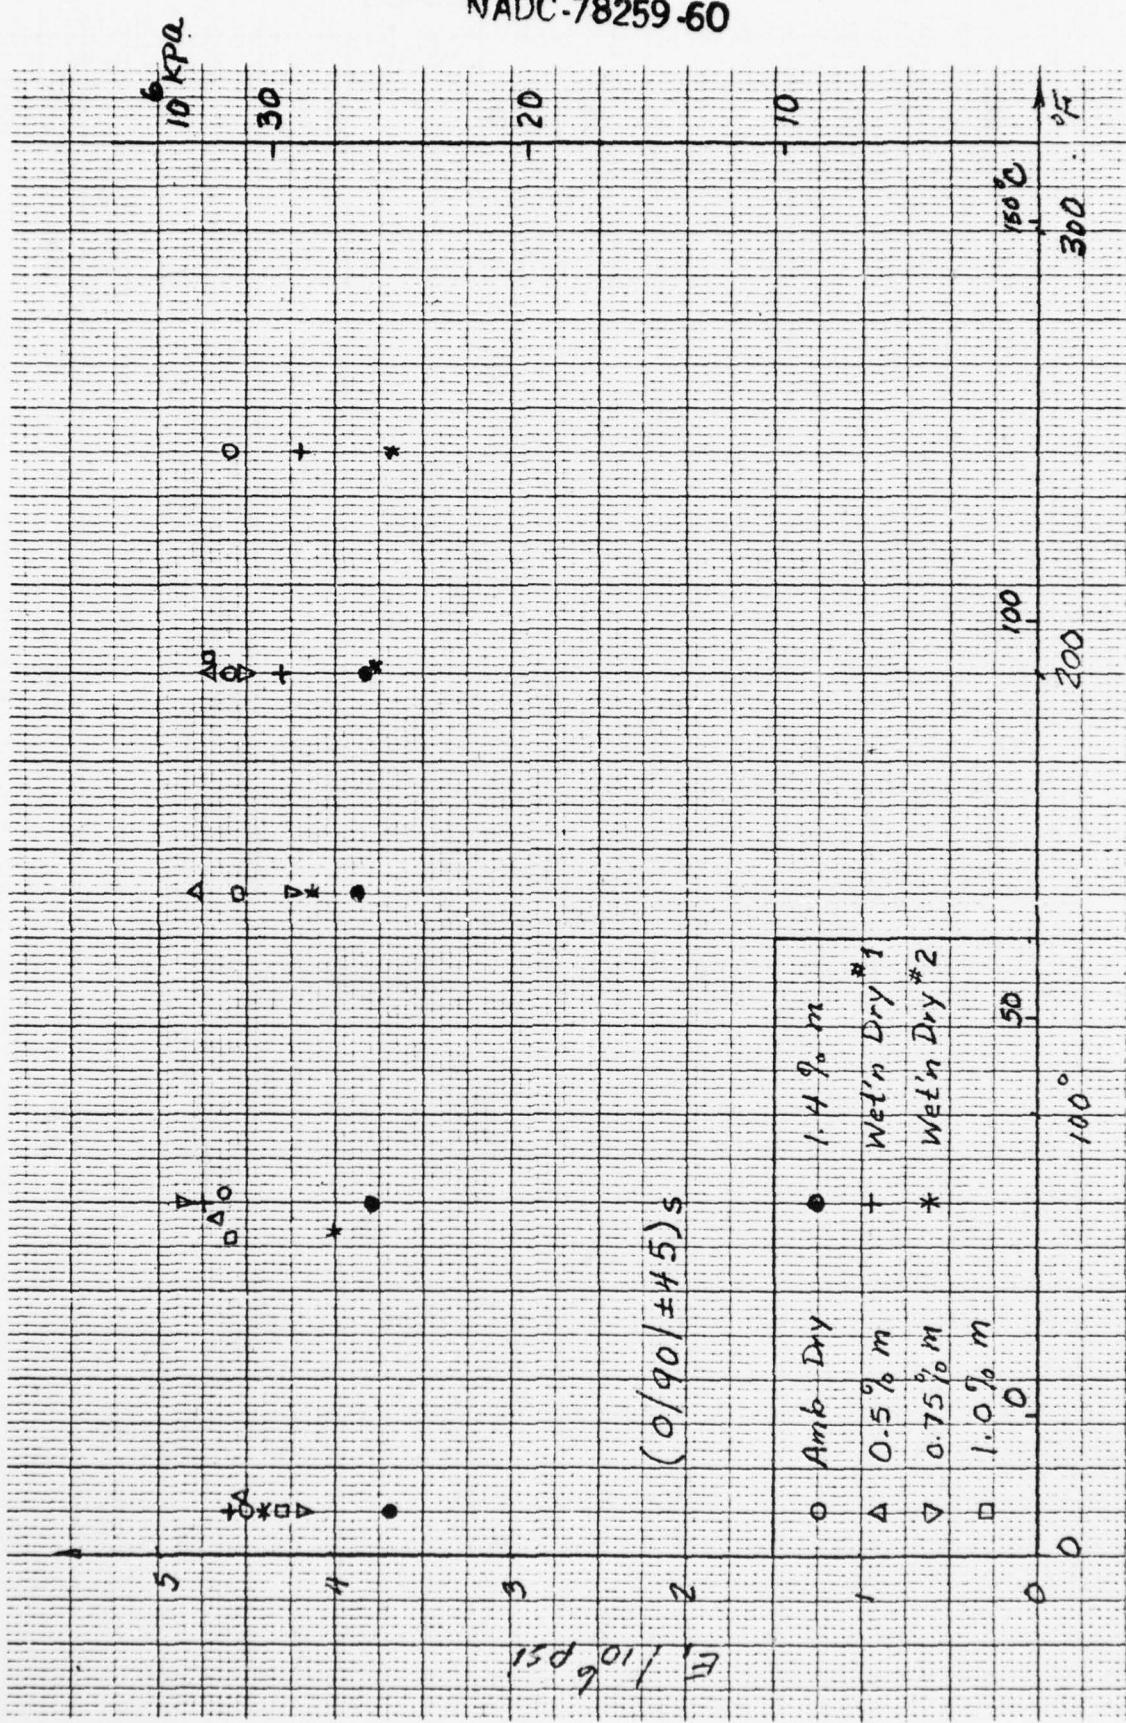 NADC-78259-60
10⁶ KPa
30
20
10
5
4
3
2
1
0
E₁ / 10⁶ psi
(0/90/±45)s
○ Amb Dry
△ 0.5 % m
▽ 0.75 % m
□ 1.0 % m
● 1.4 % m
+ Wet'n Dry #1
* Wet'n Dry #2
0
50
100
150°C
0
100°
200
300
°F